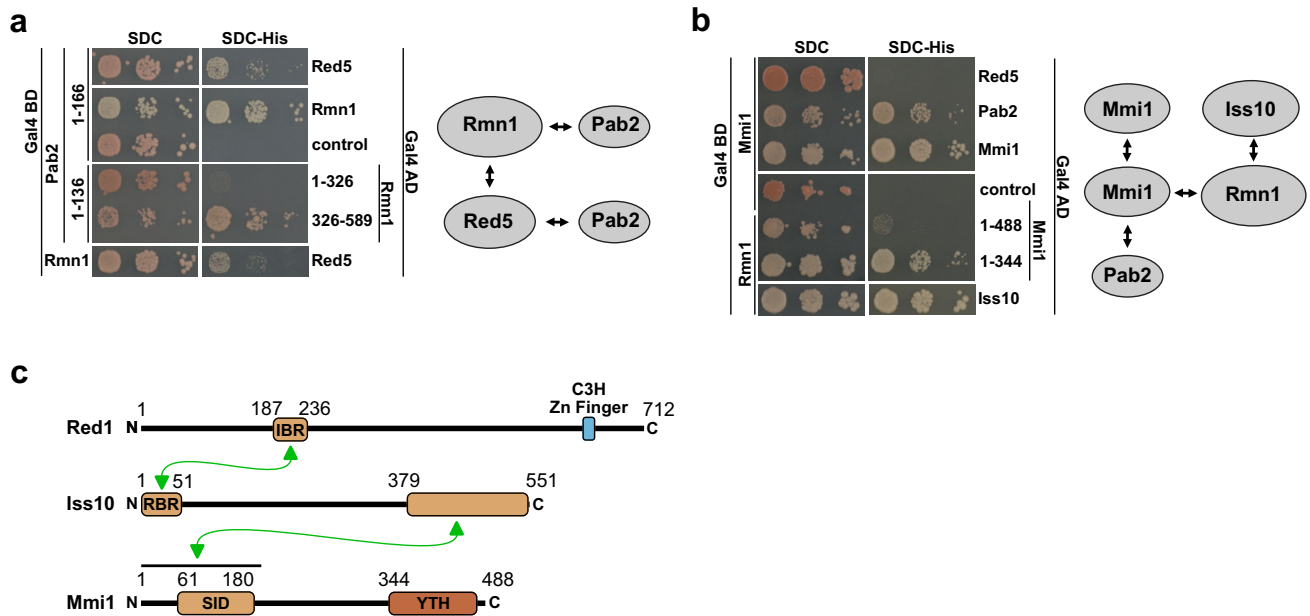 a
SDC SDC-His
Gal4 BD
Pab2
1-166
Red5
Rmn1
control
1-136
1-326
326-589
Rmn1
Rmn1
Red5
Gal4 AD
Rmn1 Pab2
Red5 Pab2
b
SDC SDC-His
Gal4 BD
Mmi1
Red5
Pab2
Mmi1
control
Rmn1
1-488
1-344
Mmi1
Iss10
Gal4 AD
Mmi1 Iss10
Mmi1 Rmn1
Pab2
c
C3H
Zn Finger
1 187 236 712
Red1 N IBR C
1 51 379 551
Iss10 N RBR C
1 61 180 344 488
Mmi1 N SID YTH C